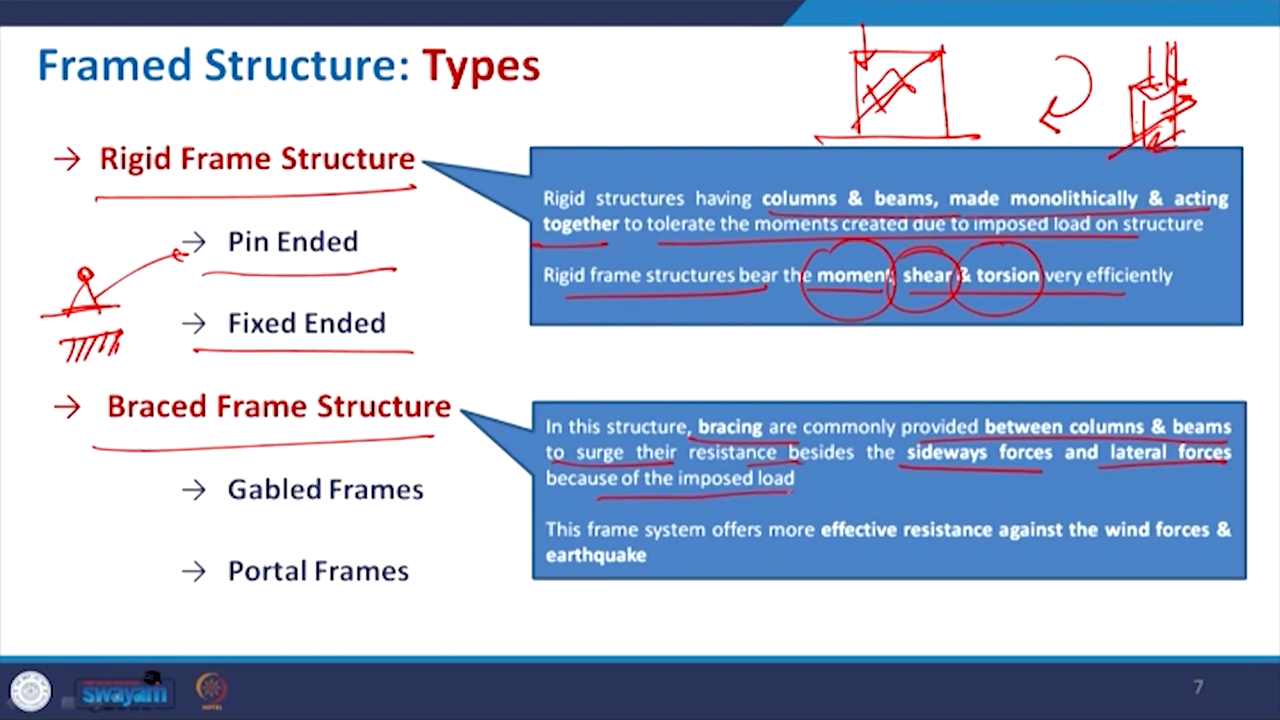 Framed Structure: Types
→ Rigid Frame Structure
→ Pin Ended
→ Fixed Ended
Rigid structures having columns & beams, made monolithically & acting
together to tolerate the moments created due to imposed load on structure
Rigid frame structures bear the moment, shear & torsion very efficiently
→ Braced Frame Structure
→ Gabled Frames
→ Portal Frames
In this structure, bracing are commonly provided between columns & beams
to surge their resistance besides the sideways forces and lateral forces
because of the imposed load
This frame system offers more effective resistance against the wind forces &
earthquake
swayam
7